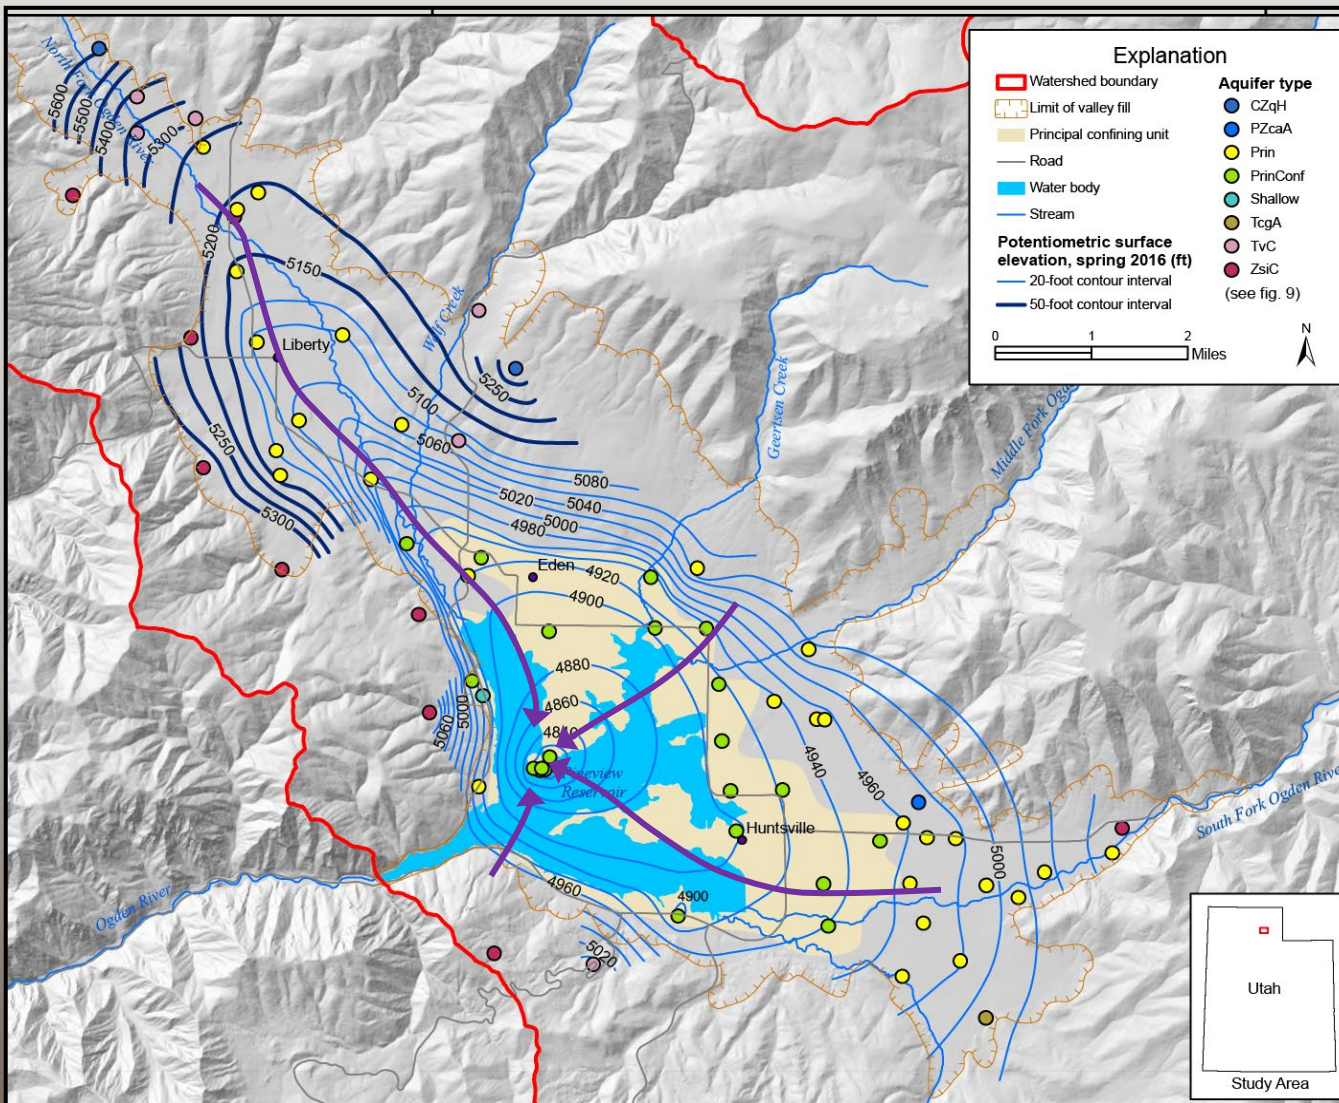 Explanation
Watershed boundary
Limit of valley fill
Principal confining unit
Road
Water body
Stream
Potentiometric surface
elevation, spring 2016 (ft)
20-foot contour interval
50-foot contour interval
Aquifer type
CZqH
PZcaA
Prin
PrinConf
Shallow
TcgA
TvC
ZsiC
(see fig. 9)
N
0
1
2
Miles
North Fork Ogden River
5600
5500
5400
5300
5200
5150
Liberty
Wolf Creek
5250
5100
5060
5250
5300
5080
5020
5040
5000
4980
Geertsen Creek
Middle Fork Ogd
Eden
4920
4900
4880
4860
4840
5000
5060
Pineview
Reservoir
4940
4960
Huntsville
5000
South Fork Ogden River
Ogden River
4960
4900
5020
Utah
Study Area